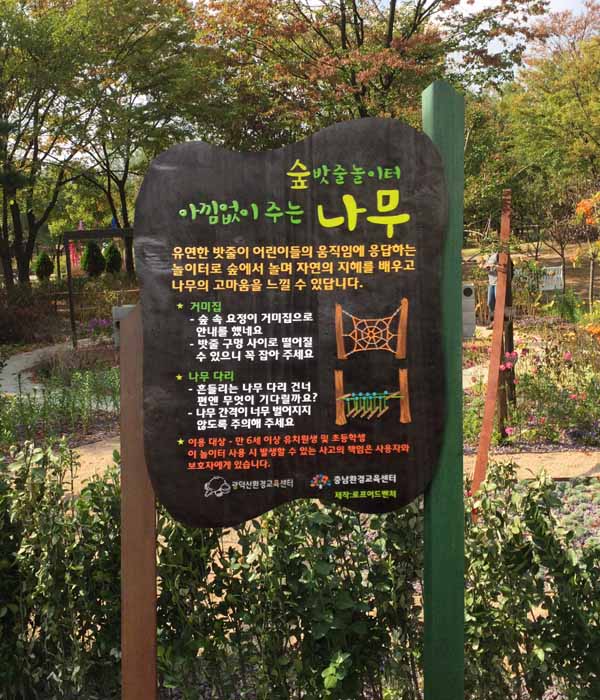 숲 밧줄놀이터
아낌없이 주는 나무
유연한 밧줄이 어린이들의 움직임에 응답하는
놀이터로 숲에서 놀며 자연의 지혜를 배우고
나무의 고마움을 느낄 수 있답니다.
★ 거미집
- 숲 속 요정이 거미집으로
안내를 했네요
- 밧줄 구멍 사이로 떨어질
수 있으니 꼭 잡아 주세요
★ 나무 다리
- 흔들리는 나무 다리 건너
편엔 무엇이 기다릴까요?
- 나무 간격이 너무 벌어지지
않도록 주의해 주세요
★ 이용 대상 - 만 6세 이상 유치원생 및 초등학생
이 놀이터 사용 시 발생할 수 있는 사고의 책임은 사용자와
보호자에게 있습니다.
광덕산환경교육센터 충남환경교육센터
제작:로프어드벤처